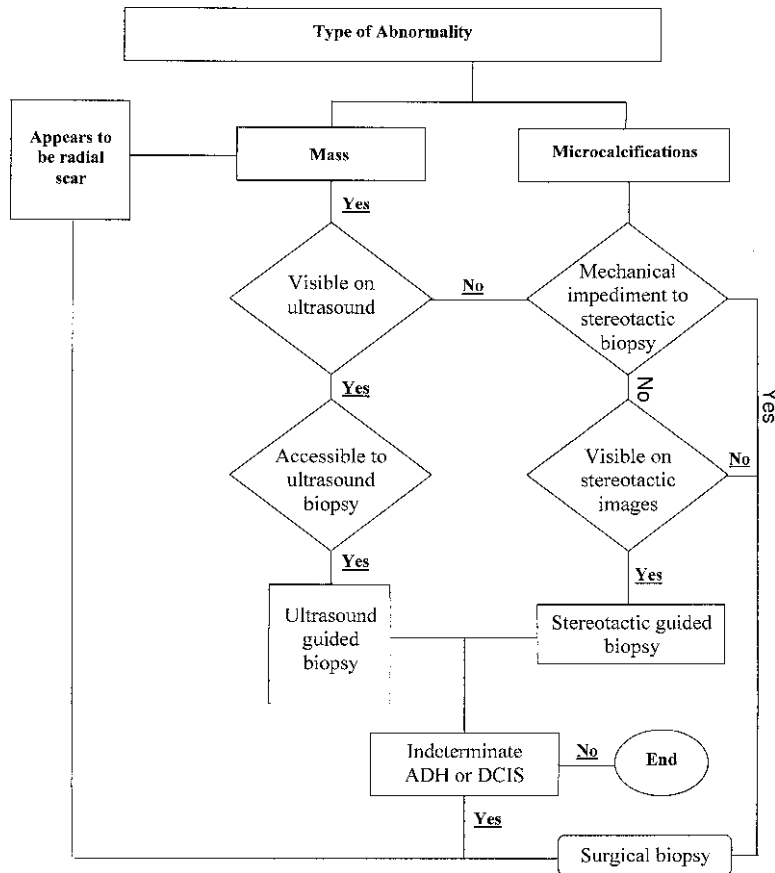 Type of Abnormality
Appears to
be radial
scar
Mass
Microcalcifications
Yes
Visible on
ultrasound
No
Mechanical
impediment to
stereotactic
biopsy
Yes
No
Yes
Accessible to
ultrasound
biopsy
Visible on
stereotactic
images
No
Yes
Yes
Ultrasound
guided
biopsy
Stereotactic guided
biopsy
Indeterminate
ADH or DCIS
No
End
Yes
Surgical biopsy